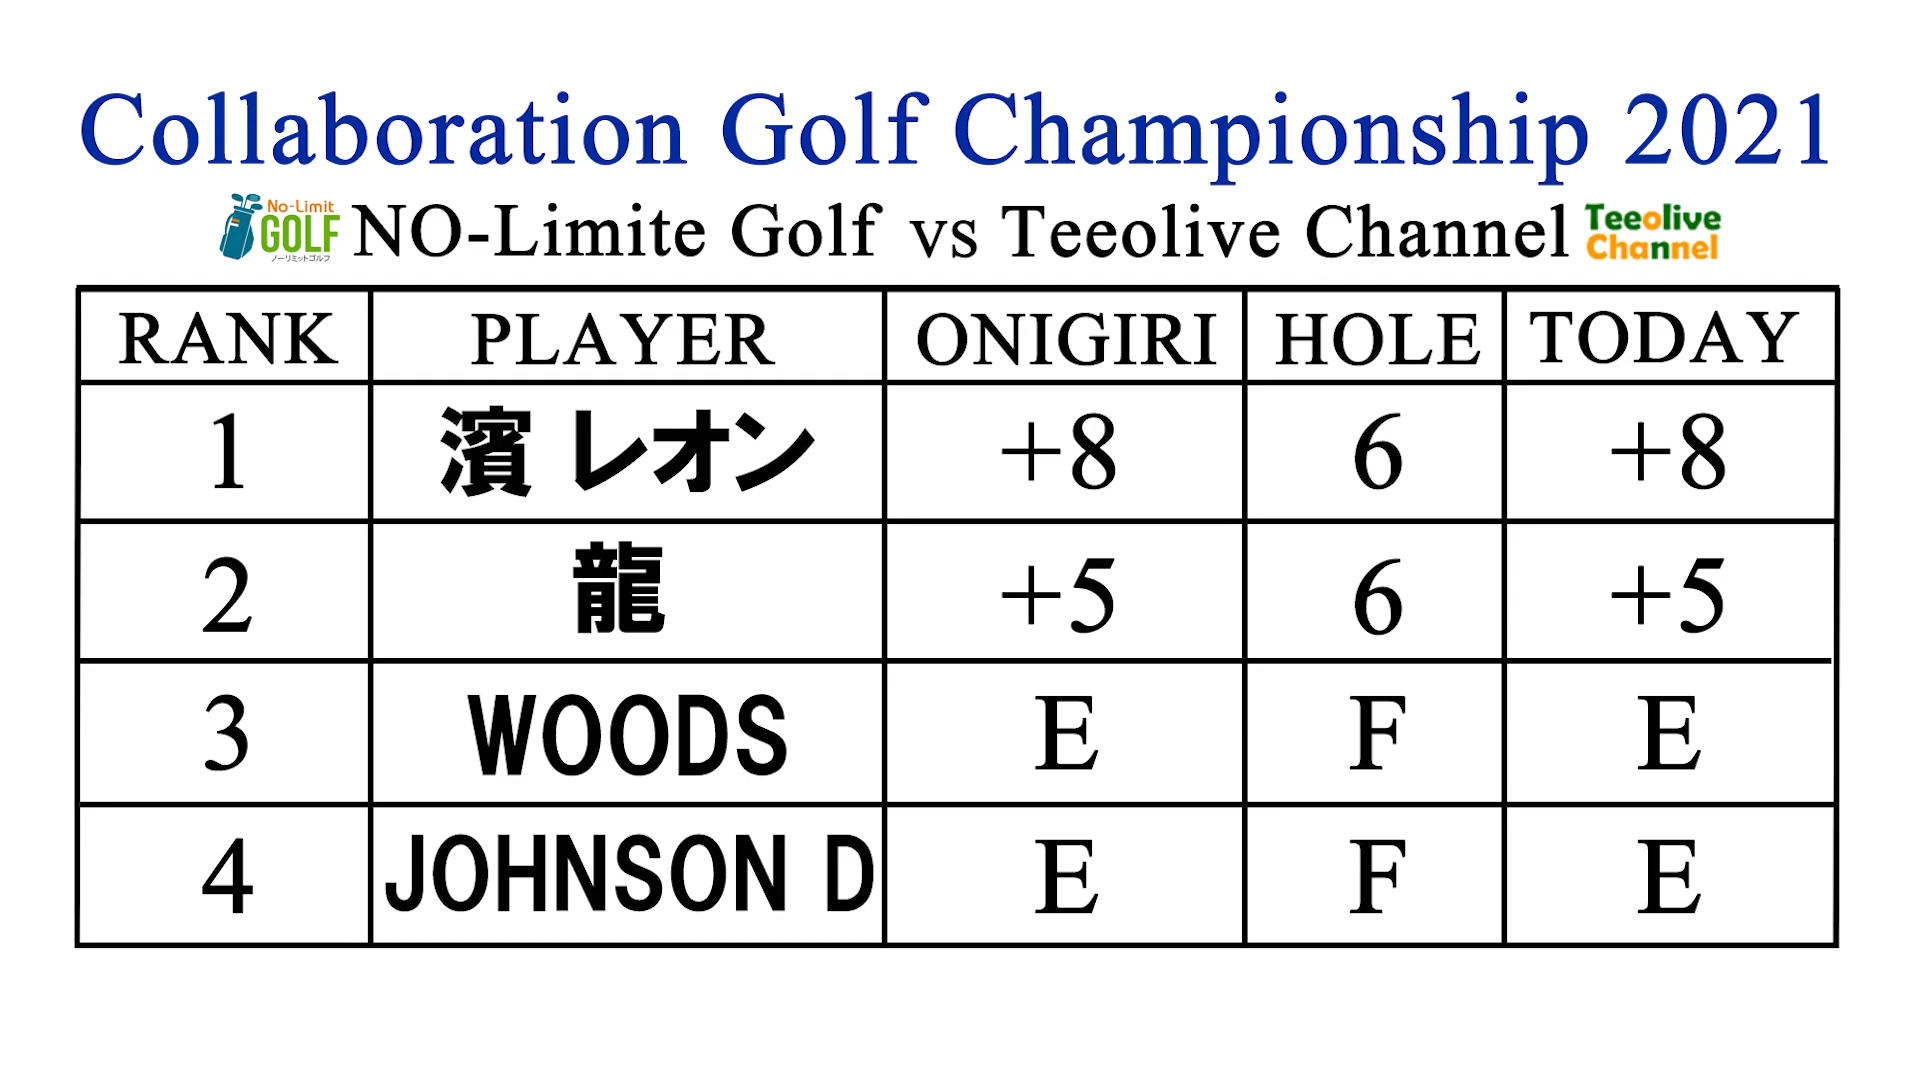 Collaboration Golf Championship 2021
No-Limit GOLF ノーリミットゴルフ NO-Limite Golf vs Teeolive Channel Teeolive Channel
RANK PLAYER ONIGIRI HOLE TODAY
1 濱 レオン +8 6 +8
2 龍 +5 6 +5
3 WOODS E F E
4 JOHNSON D E F E